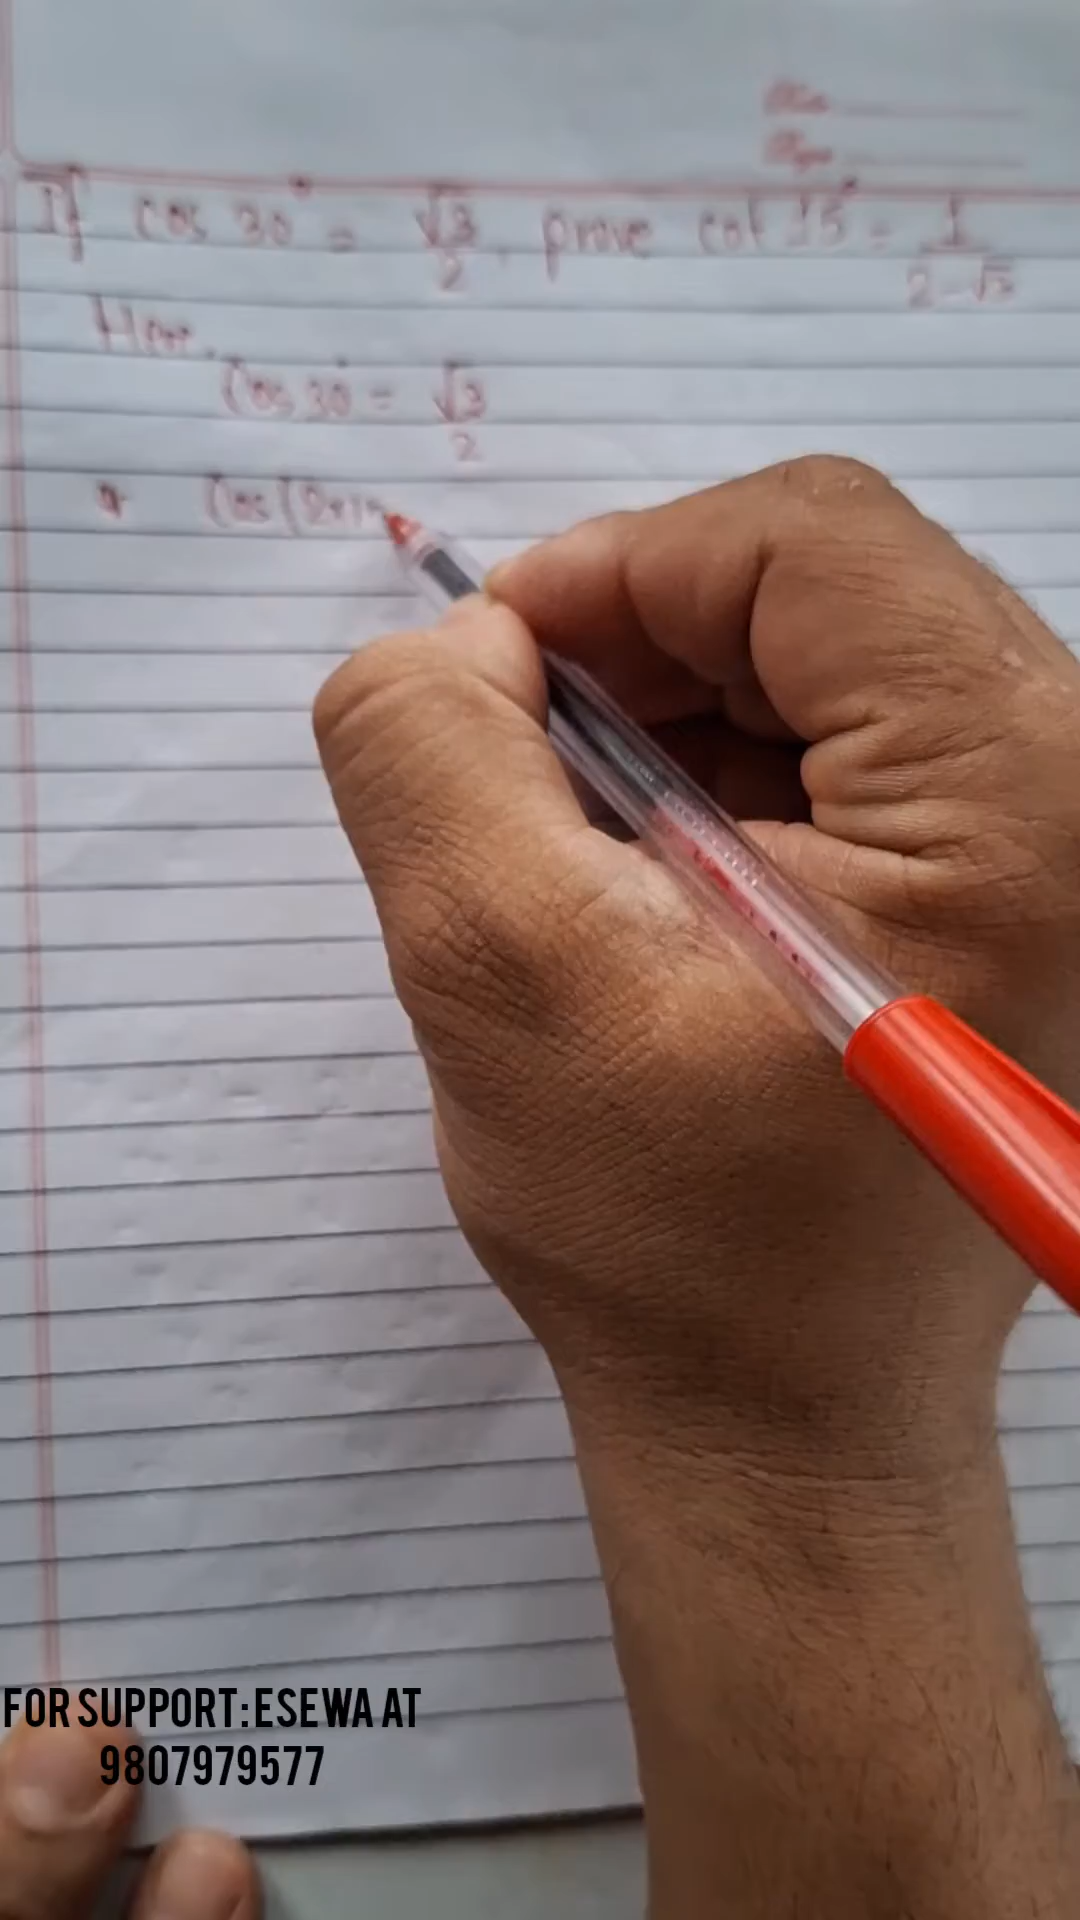 If cos 30° = √3/2, prove cot 15° = 1/(2-√3)
Here,
Cos 30° = √3/2
or Cos (2×15
FOR SUPPORT: ESEWA AT
9807979577